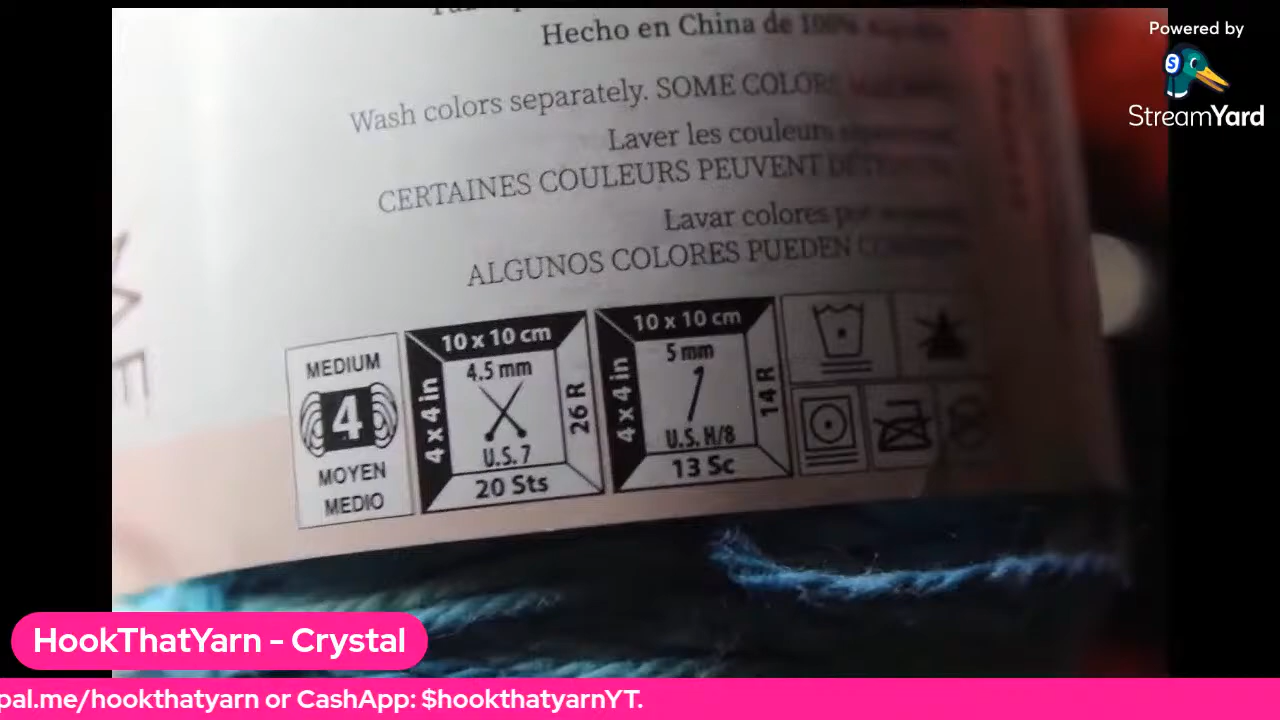 Hecho en China de 100%
Wash colors separately. SOME COLORS
Laver les couleurs
CERTAINES COULEURS PEUVENT
Lavar colores por
ALGUNOS COLORES PUEDEN
MEDIUM
4
MOYEN
MEDIO
10 x 10 cm
4 x 4 in
4.5 mm
26 R
U.S. 7
20 Sts
10 x 10 cm
4 x 4 in
5 mm
14 R
U.S. H/8
13 Sc
Powered by
StreamYard
HookThatYarn - Crystal
pal.me/hookthatyarn or CashApp: $hookthatyarnYT.